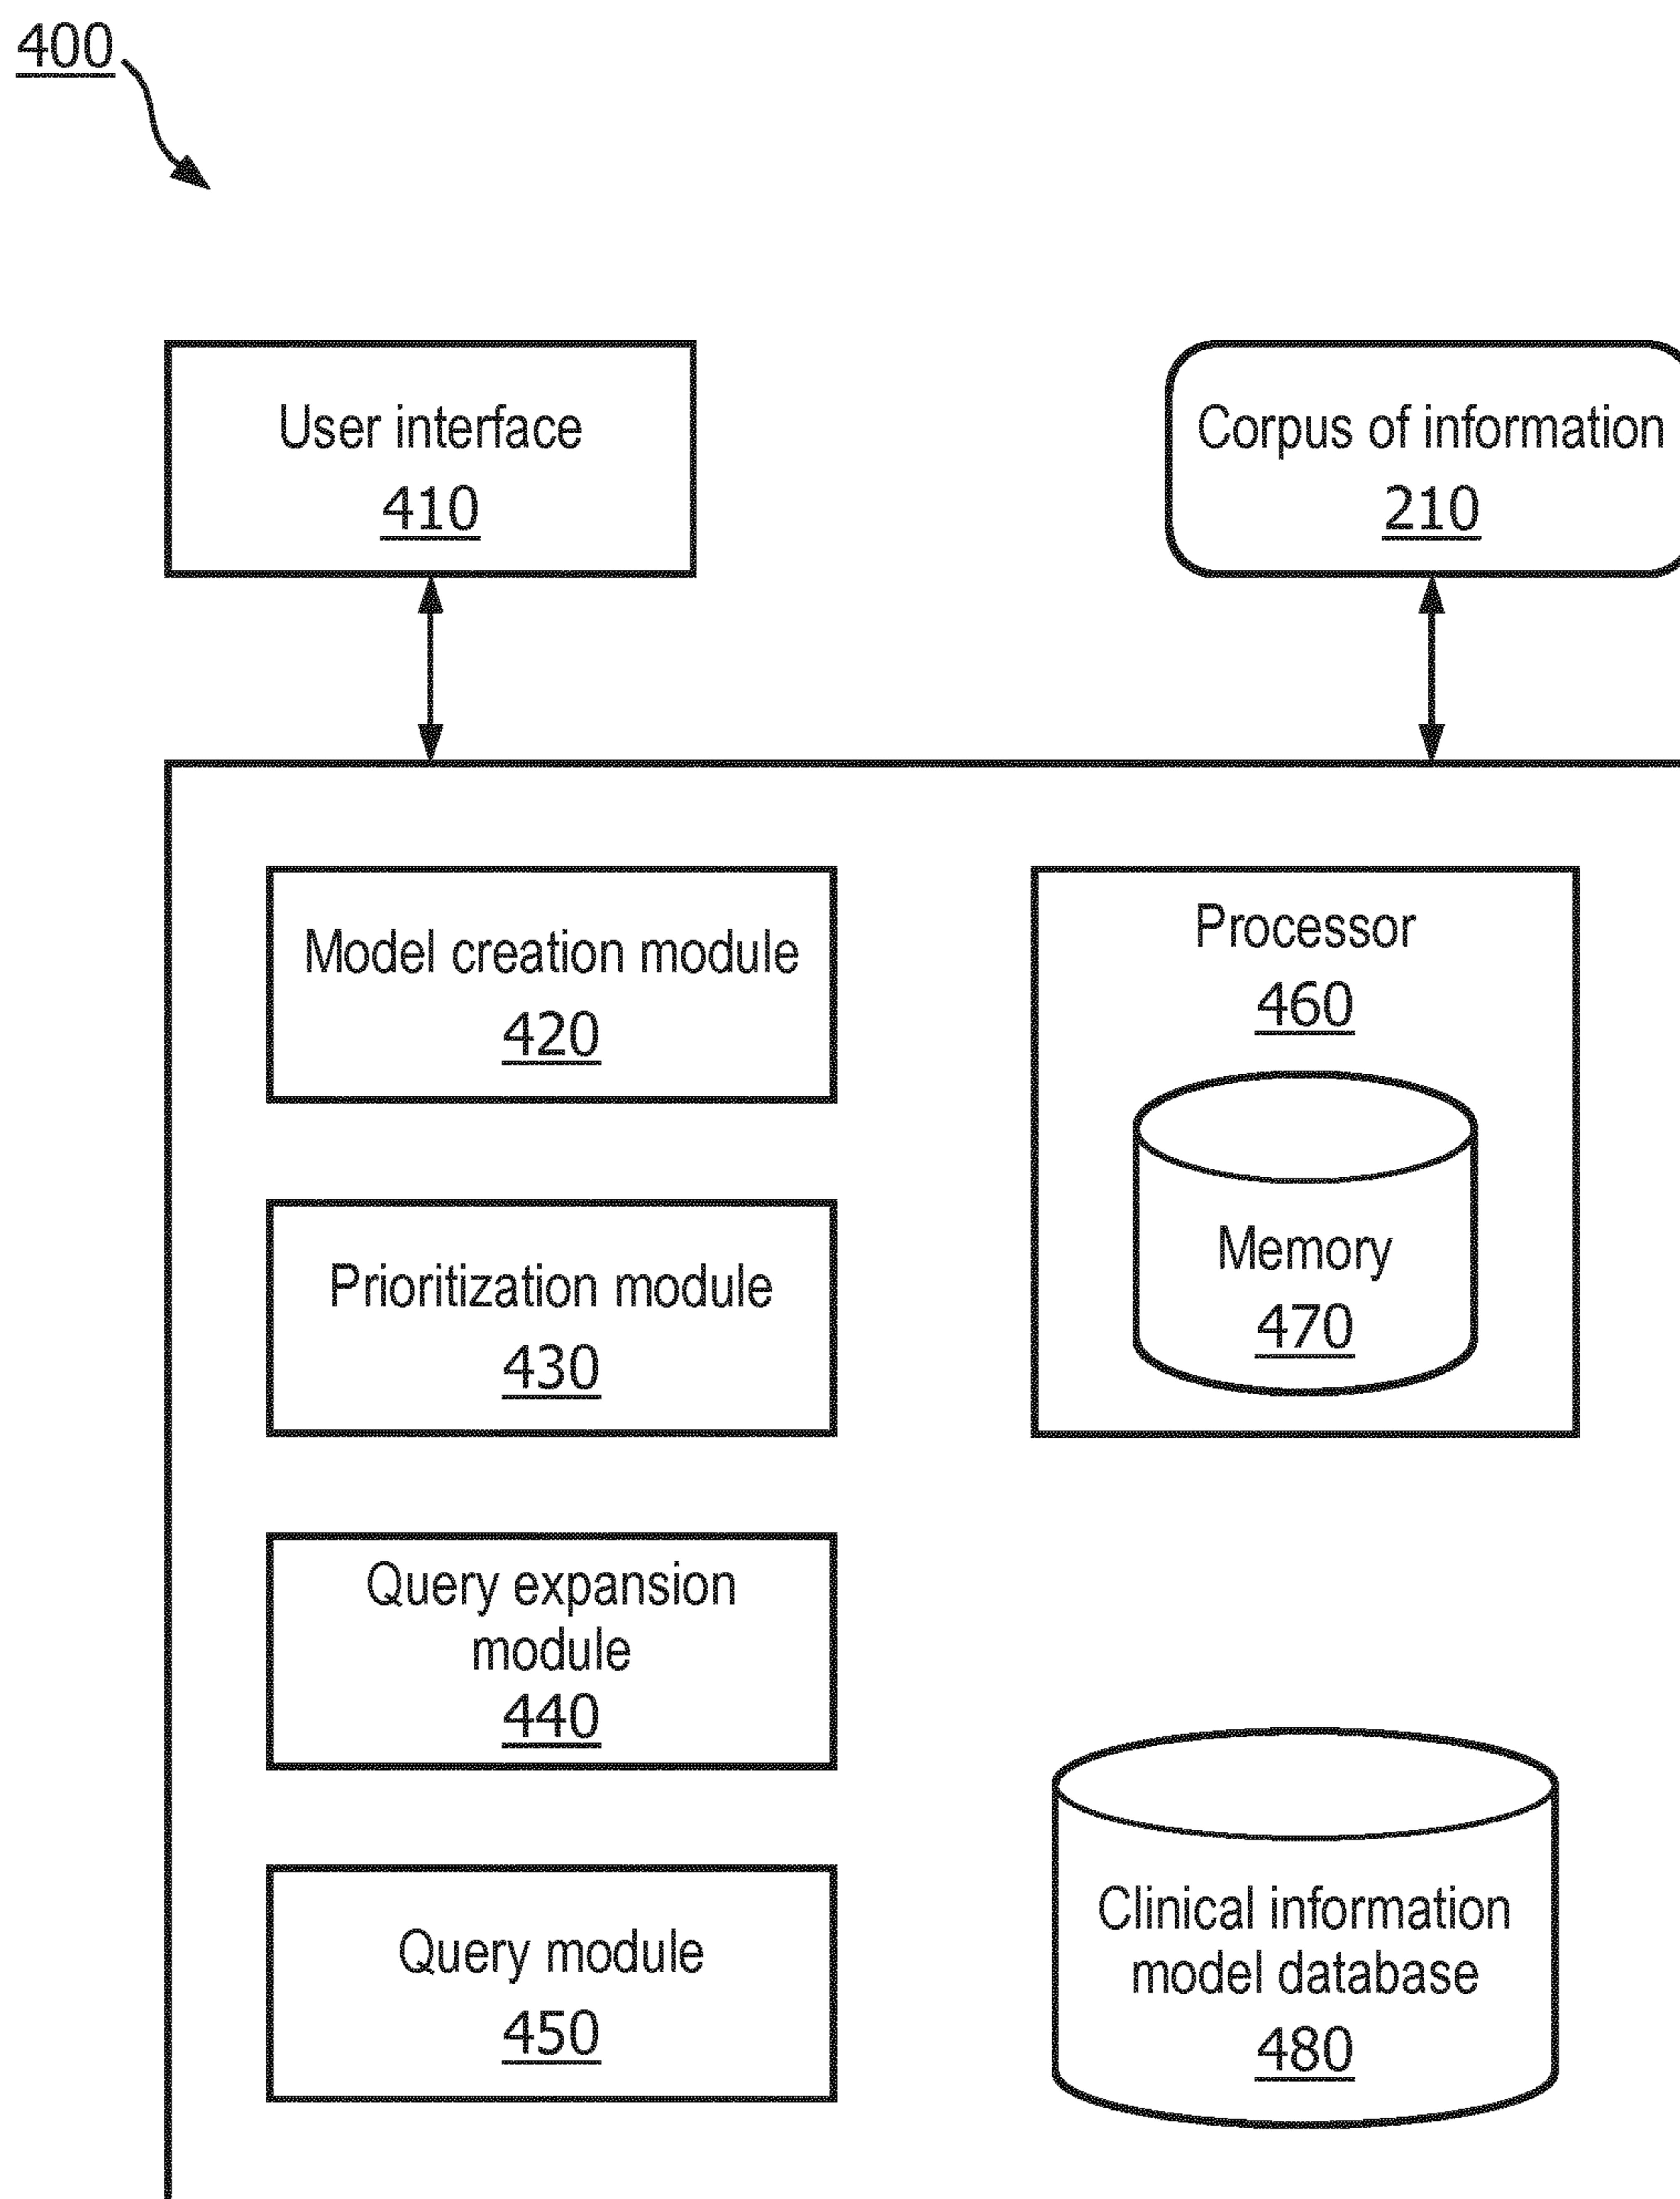 400
User interface
410
Corpus of information
210
Model creation module
420
Prioritization module
430
Query expansion
module
440
Query module
450
Processor
460
Memory
470
Clinical information
model database
480